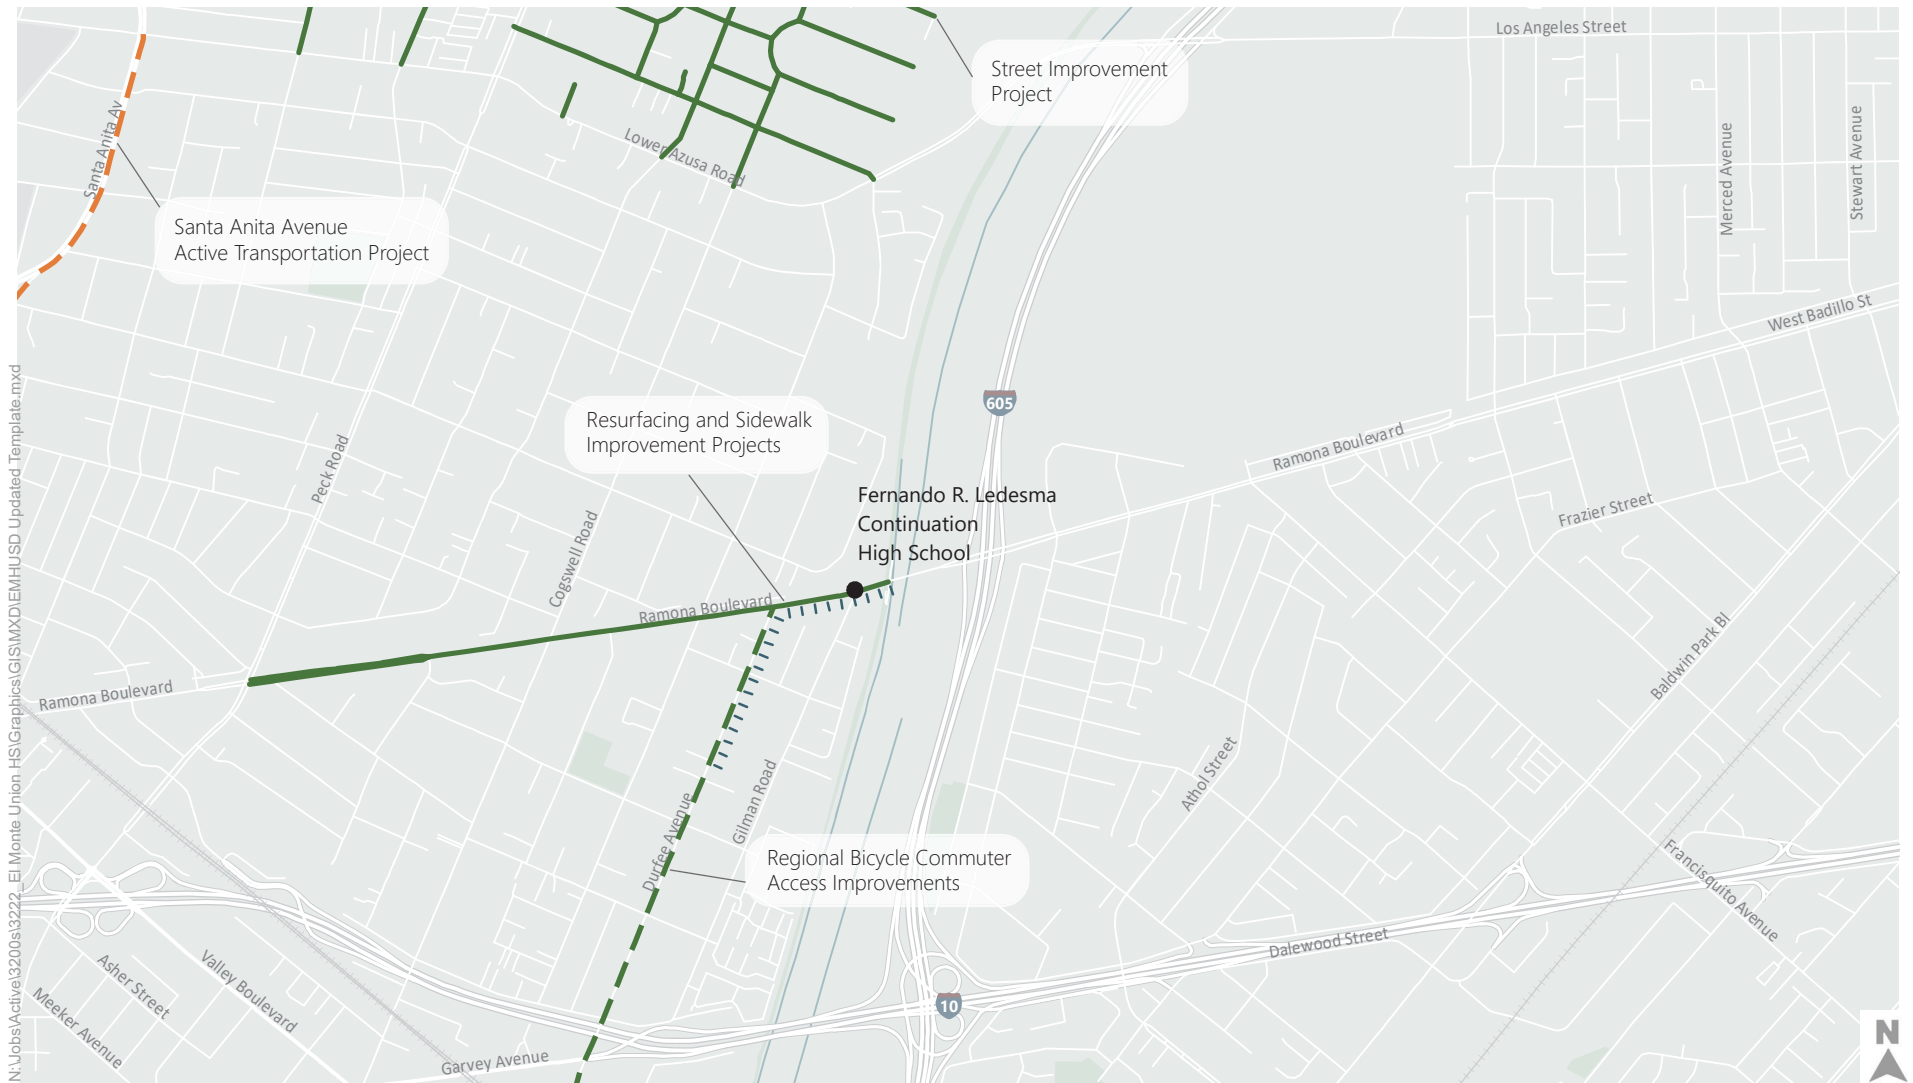 Los Angeles Street
Street Improvement
Project
Santa Anita Av
Lower Azusa Road
Merced Avenue
Stewart Avenue
Santa Anita Avenue
Active Transportation Project
West Badillo St
605
Resurfacing and Sidewalk
Improvement Projects
Ramona Boulevard
Peck Road
Fernando R. Ledesma
Continuation
High School
Frazier Street
Cogswell Road
Ramona Boulevard
Ramona Boulevard
Baldwin Park Bl
Athol Street
Gilman Road
Durfee Avenue
Regional Bicycle Commuter
Access Improvements
Francisquito Avenue
Dalewood Street
Asher Street
Valley Boulevard
Meeker Avenue
10
Garvey Avenue
N
N:\Jobs\Active\3200s\3222_El Monte Union HS\Graphics\GIS\MXD\EMHUSD Updated Template.mxd